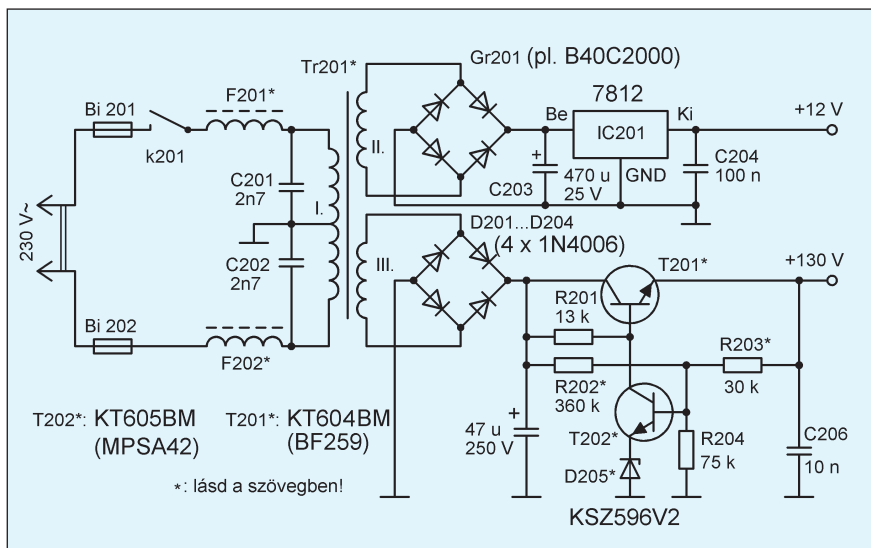 Gr201 (pl. B40C2000)
Tr201*
F201*
7812
Bi 201
Be
Ki
+12 V
IC201
k201
II.
C201
2n7
I.
+
470 u
25 V
GND
C204
100 n
C203
230 V~
D201...D204
(4 x 1N4006)
C202
2n7
III.
T201*
+130 V
R201
13 k
Bi 202
R203*
30 k
F202*
R202*
360 k
T202*: KT605BM
(MPSA42)
T201*: KT604BM
(BF259)
+
47 u
250 V
T202*
R204
75 k
C206
10 n
D205*
*: lásd a szövegben!
KSZ596V2